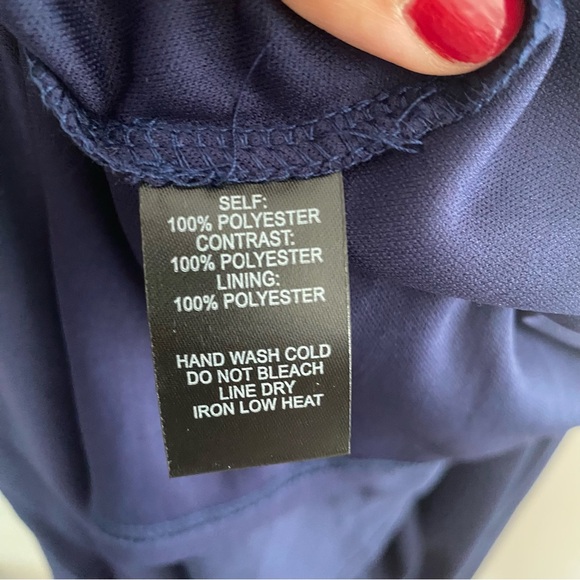 SELF:
100% POLYESTER
CONTRAST:
100% POLYESTER
LINING:
100% POLYESTER
HAND WASH COLD
DO NOT BLEACH
LINE DRY
IRON LOW HEAT